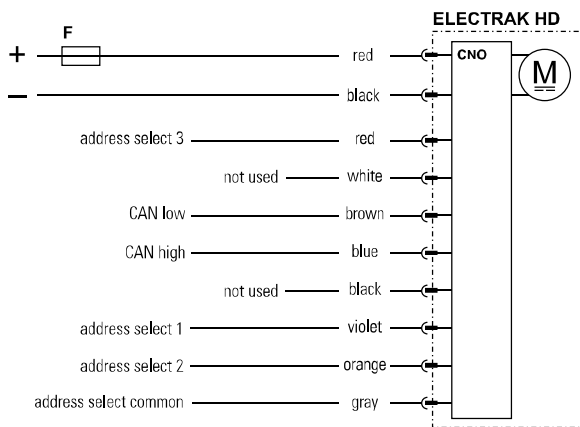 ELECTRAK HD
F
+ red CNO M
− black
address select 3 red
not used white
CAN low brown
CAN high blue
not used black
address select 1 violet
address select 2 orange
address select common gray